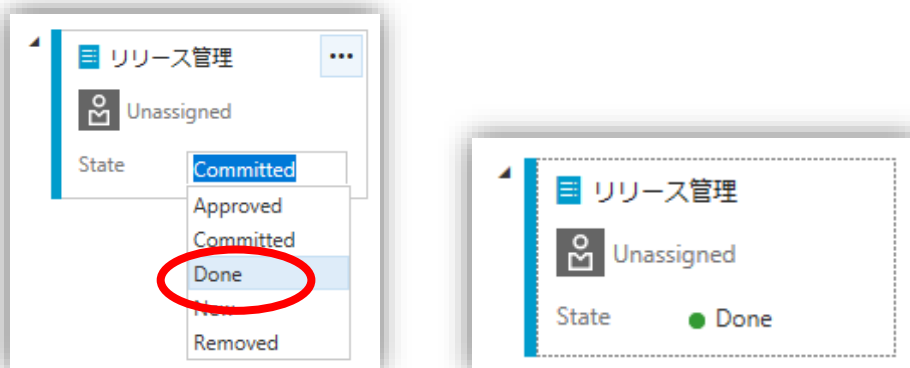 リリース管理
Unassigned
State Committed
Approved
Committed
Done
New
Removed
リリース管理
Unassigned
State Done